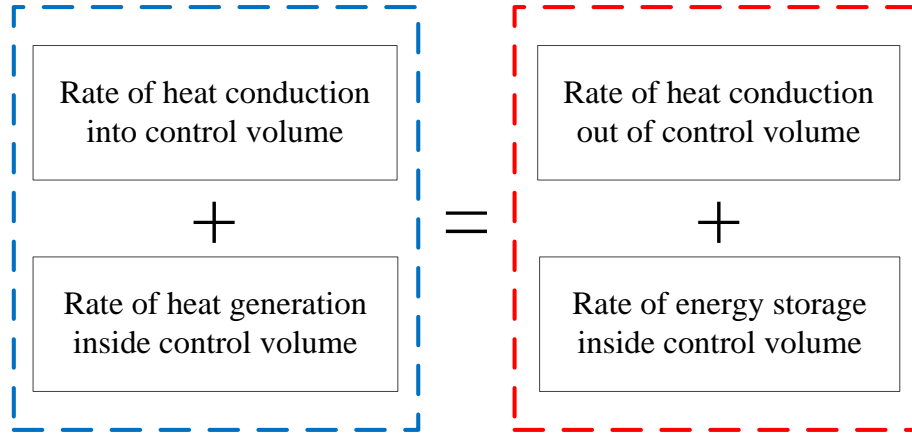 Rate of heat conduction
into control volume
+
Rate of heat generation
inside control volume
=
Rate of heat conduction
out of control volume
+
Rate of energy storage
inside control volume